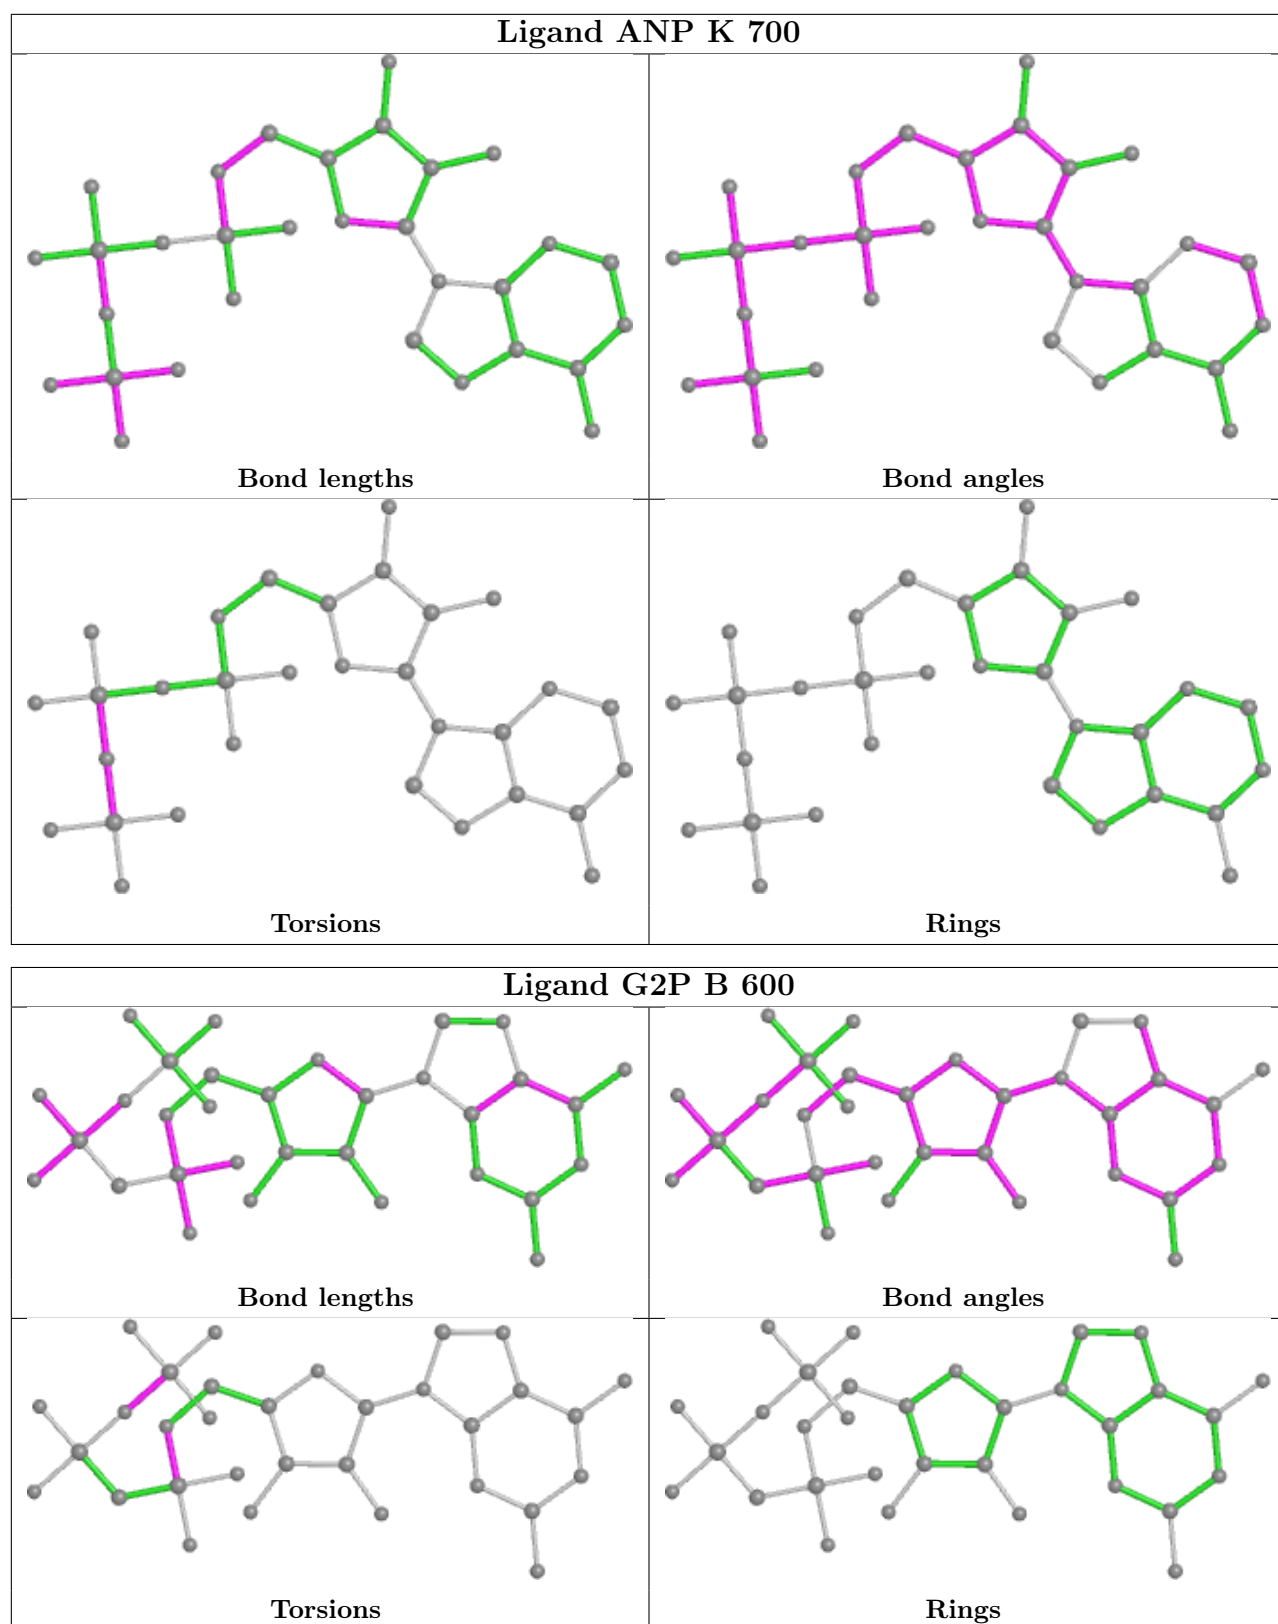 Ligand ANP K 700
Bond lengths
Bond angles
Torsions
Rings
Ligand G2P B 600
Bond lengths
Bond angles
Torsions
Rings